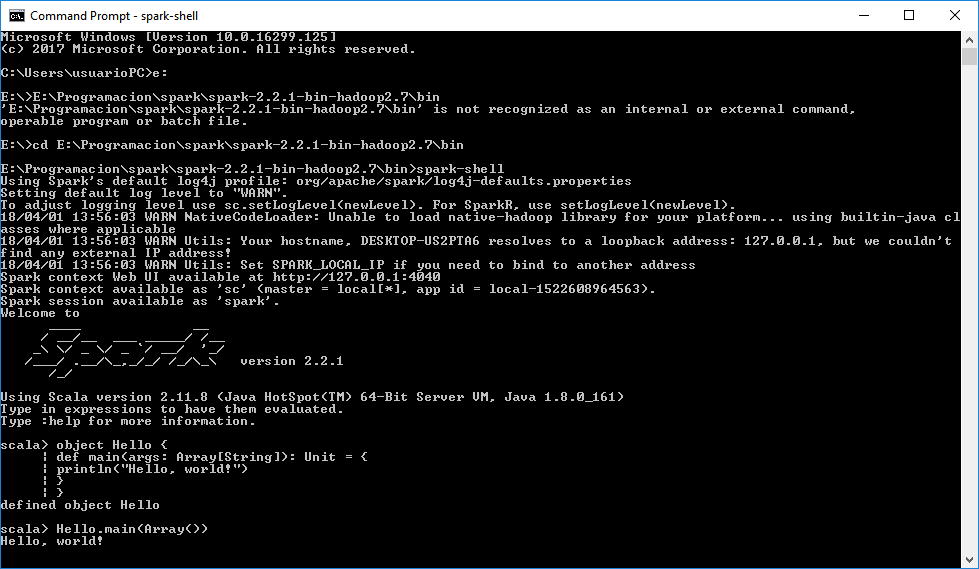 Command Prompt - spark-shell
Microsoft Windows [Version 10.0.16299.125]
(c) 2017 Microsoft Corporation. All rights reserved.
C:\Users\usuarioPC>e:
E:\>E:\Programacion\spark\spark-2.2.1-bin-hadoop2.7\bin
'E:\Programacion\spark\spark-2.2.1-bin-hadoop2.7\bin' is not recognized as an internal or external command,
operable program or batch file.
E:\>cd E:\Programacion\spark\spark-2.2.1-bin-hadoop2.7\bin
E:\Programacion\spark\spark-2.2.1-bin-hadoop2.7\bin>spark-shell
Using Spark's default log4j profile: org/apache/spark/log4j-defaults.properties
Setting default log level to "WARN".
To adjust logging level use sc.setLogLevel(newLevel). For SparkR, use setLogLevel(newLevel).
18/04/01 13:56:03 WARN NativeCodeLoader: Unable to load native-hadoop library for your platform... using builtin-java cl
asses where applicable
18/04/01 13:56:03 WARN Utils: Your hostname, DESKTOP-US2PTA6 resolves to a loopback address: 127.0.0.1, but we couldn't
find any external IP address!
18/04/01 13:56:03 WARN Utils: Set SPARK_LOCAL_IP if you need to bind to another address
Spark context Web UI available at http://127.0.0.1:4040
Spark context available as 'sc' (master = local[*], app id = local-1522608964563).
Spark session available as 'spark'.
Welcome to
Spark version 2.2.1
Using Scala version 2.11.8 (Java HotSpot(TM) 64-Bit Server VM, Java 1.8.0_161)
Type in expressions to have them evaluated.
Type :help for more information.
scala> object Hello {
| def main(args: Array[String]): Unit = {
| println("Hello, world!")
| }
| }
defined object Hello
scala> Hello.main(Array())
Hello, world!